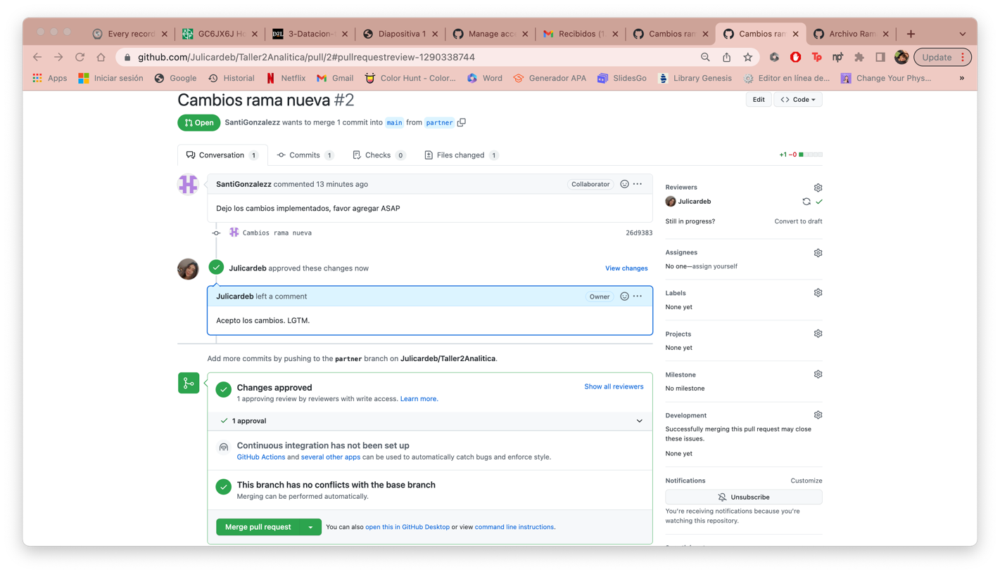 Every record
GC6JX6J Ho
D2L 3-Datacion-
Diapositiva 1
Manage acc
Recibidos (1
Cambios ram
Cambios ram
Archivo Ram
github.com/Julicardeb/Taller2Analitica/pull/2#pullrequestreview-1290338744
Update
Apps Iniciar sesión Google Historial Netflix Gmail Color Hunt - Color... Word Generador APA SlidesGo Library Genesis Editor en línea de... Change Your Phys... »
Cambios rama nueva #2
Edit <> Code
Open SantiGonzalezz wants to merge 1 commit into main from partner
Conversation 1 Commits 1 Checks 0 Files changed 1 +1 −0
SantiGonzalezz commented 13 minutes ago Collaborator
Dejo los cambios implementados, favor agregar ASAP
Cambios rama nueva 26d9383
Julicardeb approved these changes now View changes
Julicardeb left a comment Owner
Acepto los cambios. LGTM.
Add more commits by pushing to the partner branch on Julicardeb/Taller2Analitica.
Changes approved Show all reviewers
1 approving review by reviewers with write access. Learn more.
1 approval
Continuous integration has not been set up
GitHub Actions and several other apps can be used to automatically catch bugs and enforce style.
This branch has no conflicts with the base branch
Merging can be performed automatically.
Merge pull request You can also open this in GitHub Desktop or view command line instructions.
Reviewers
Julicardeb
Still in progress? Convert to draft
Assignees
No one—assign yourself
Labels
None yet
Projects
None yet
Milestone
No milestone
Development
Successfully merging this pull request may close
these issues.
None yet
Notifications Customize
Unsubscribe
You're receiving notifications because you're
watching this repository.